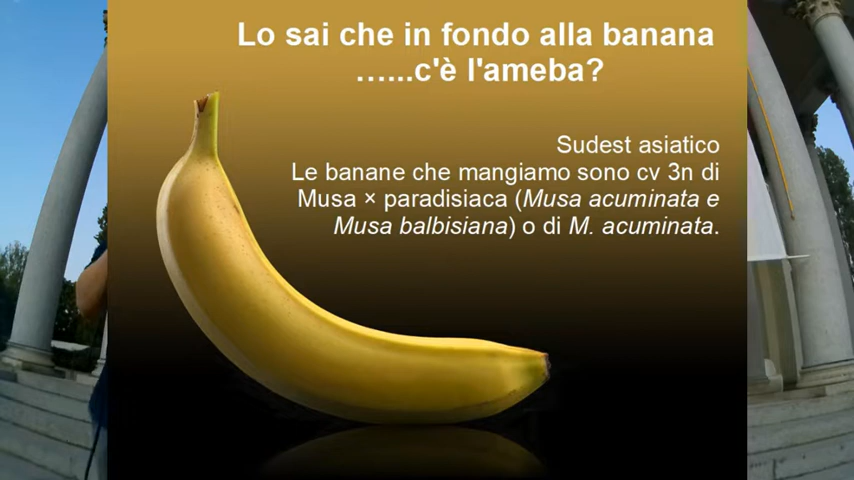 Lo sai che in fondo alla banana
…...c'è l'ameba?
Sudest asiatico
Le banane che mangiamo sono cv 3n di
Musa × paradisiaca (Musa acuminata e
Musa balbisiana) o di M. acuminata.